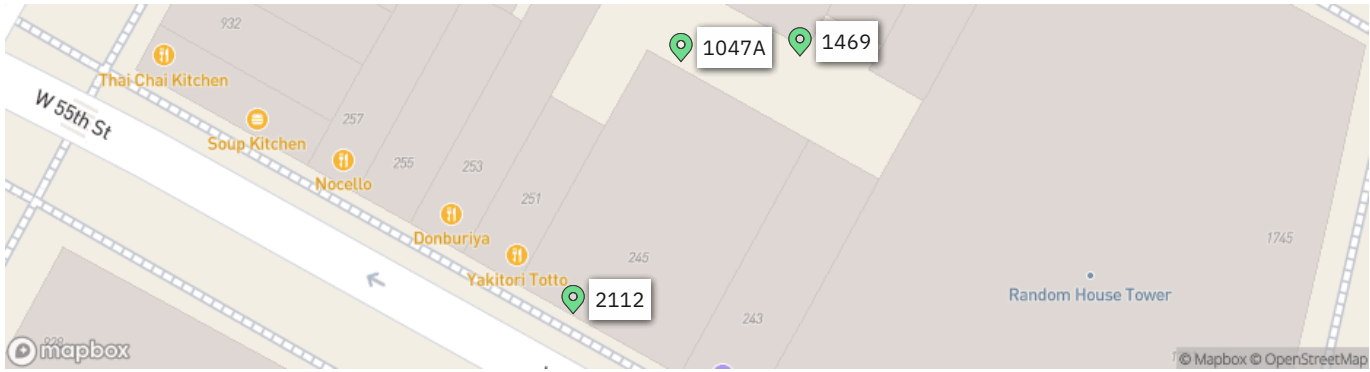 932
1047A
1469
Thai Chai Kitchen
W 55th St
257
Soup Kitchen
255
253
Nocello
251
Donburiya
245
1745
Yakitori Totto
2112
Random House Tower
243
mapbox
© Mapbox © OpenStreetMap